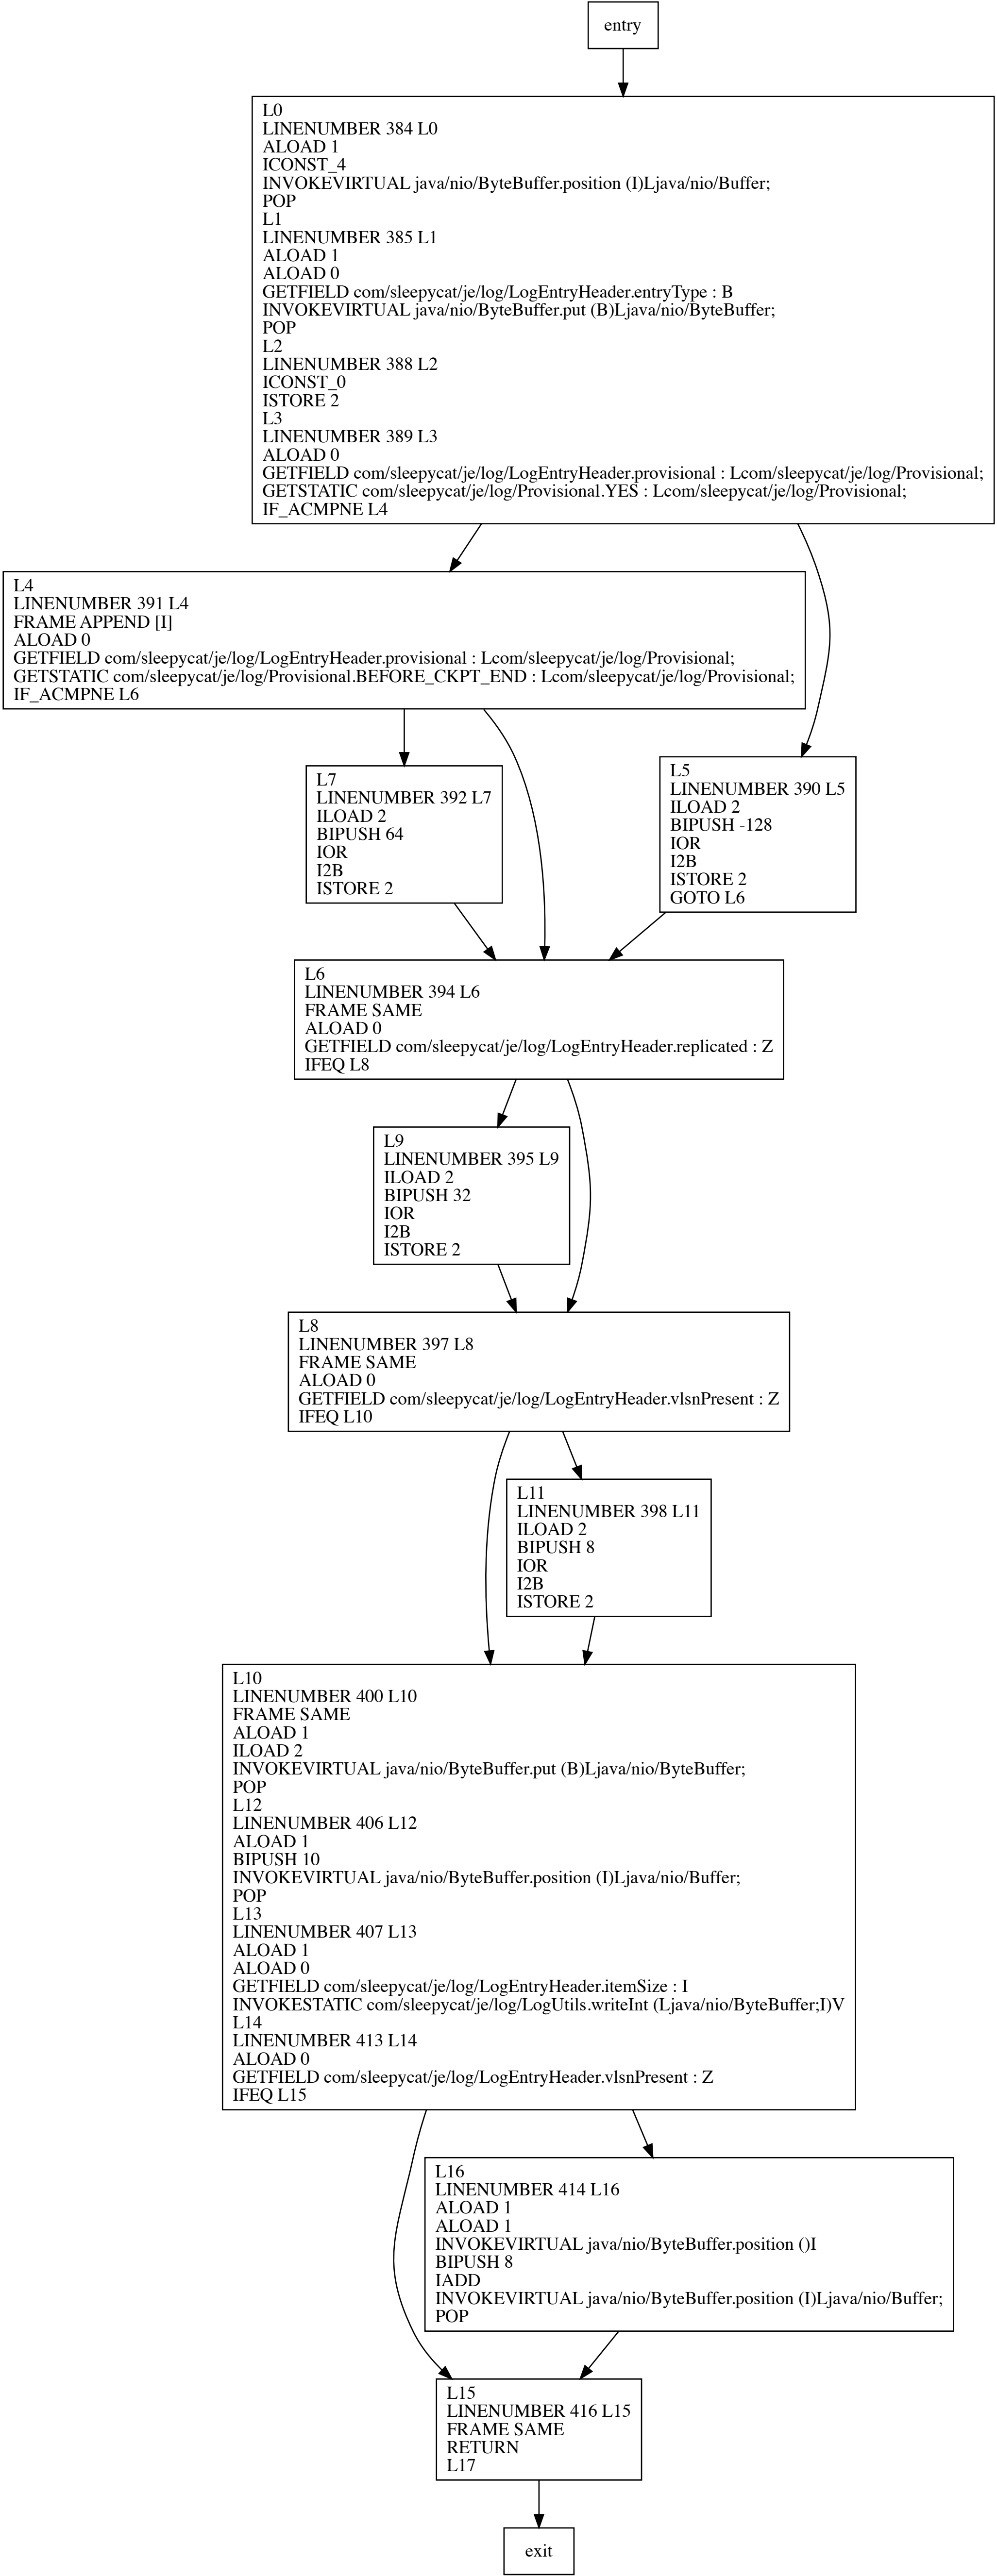 entry
L0
LINENUMBER 384 L0
ALOAD 1
ICONST_4
INVOKEVIRTUAL java/nio/ByteBuffer.position (I)Ljava/nio/Buffer;
POP
L1
LINENUMBER 385 L1
ALOAD 1
ALOAD 0
GETFIELD com/sleepycat/je/log/LogEntryHeader.entryType : B
INVOKEVIRTUAL java/nio/ByteBuffer.put (B)Ljava/nio/ByteBuffer;
POP
L2
LINENUMBER 388 L2
ICONST_0
ISTORE 2
L3
LINENUMBER 389 L3
ALOAD 0
GETFIELD com/sleepycat/je/log/LogEntryHeader.provisional : Lcom/sleepycat/je/log/Provisional;
GETSTATIC com/sleepycat/je/log/Provisional.YES : Lcom/sleepycat/je/log/Provisional;
IF_ACMPNE L4
L4
LINENUMBER 391 L4
FRAME APPEND [I]
ALOAD 0
GETFIELD com/sleepycat/je/log/LogEntryHeader.provisional : Lcom/sleepycat/je/log/Provisional;
GETSTATIC com/sleepycat/je/log/Provisional.BEFORE_CKPT_END : Lcom/sleepycat/je/log/Provisional;
IF_ACMPNE L6
L7
LINENUMBER 392 L7
ILOAD 2
BIPUSH 64
IOR
I2B
ISTORE 2
L5
LINENUMBER 390 L5
ILOAD 2
BIPUSH -128
IOR
I2B
ISTORE 2
GOTO L6
L6
LINENUMBER 394 L6
FRAME SAME
ALOAD 0
GETFIELD com/sleepycat/je/log/LogEntryHeader.replicated : Z
IFEQ L8
L9
LINENUMBER 395 L9
ILOAD 2
BIPUSH 32
IOR
I2B
ISTORE 2
L8
LINENUMBER 397 L8
FRAME SAME
ALOAD 0
GETFIELD com/sleepycat/je/log/LogEntryHeader.vlsnPresent : Z
IFEQ L10
L11
LINENUMBER 398 L11
ILOAD 2
BIPUSH 8
IOR
I2B
ISTORE 2
L10
LINENUMBER 400 L10
FRAME SAME
ALOAD 1
ILOAD 2
INVOKEVIRTUAL java/nio/ByteBuffer.put (B)Ljava/nio/ByteBuffer;
POP
L12
LINENUMBER 406 L12
ALOAD 1
BIPUSH 10
INVOKEVIRTUAL java/nio/ByteBuffer.position (I)Ljava/nio/Buffer;
POP
L13
LINENUMBER 407 L13
ALOAD 1
ALOAD 0
GETFIELD com/sleepycat/je/log/LogEntryHeader.itemSize : I
INVOKESTATIC com/sleepycat/je/log/LogUtils.writeInt (Ljava/nio/ByteBuffer;I)V
L14
LINENUMBER 413 L14
ALOAD 0
GETFIELD com/sleepycat/je/log/LogEntryHeader.vlsnPresent : Z
IFEQ L15
L16
LINENUMBER 414 L16
ALOAD 1
ALOAD 1
INVOKEVIRTUAL java/nio/ByteBuffer.position ()I
BIPUSH 8
IADD
INVOKEVIRTUAL java/nio/ByteBuffer.position (I)Ljava/nio/Buffer;
POP
L15
LINENUMBER 416 L15
FRAME SAME
RETURN
L17
exit